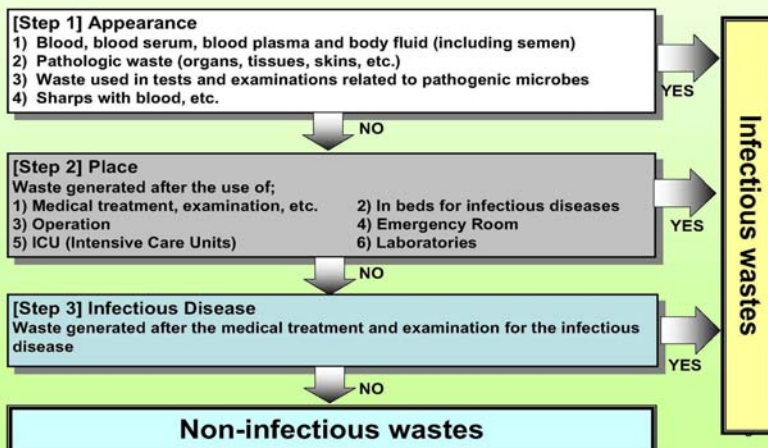 [Step 1] Appearance
1) Blood, blood serum, blood plasma and body fluid (including semen)
2) Pathologic waste (organs, tissues, skins, etc.)
3) Waste used in tests and examinations related to pathogenic microbes
4) Sharps with blood, etc.
YES
NO
[Step 2] Place
Waste generated after the use of;
1) Medical treatment, examination, etc. 2) In beds for infectious diseases
3) Operation 4) Emergency Room
5) ICU (Intensive Care Units) 6) Laboratories
YES
NO
[Step 3] Infectious Disease
Waste generated after the medical treatment and examination for the infectious
disease
YES
NO
Non-infectious wastes
Infectious wastes